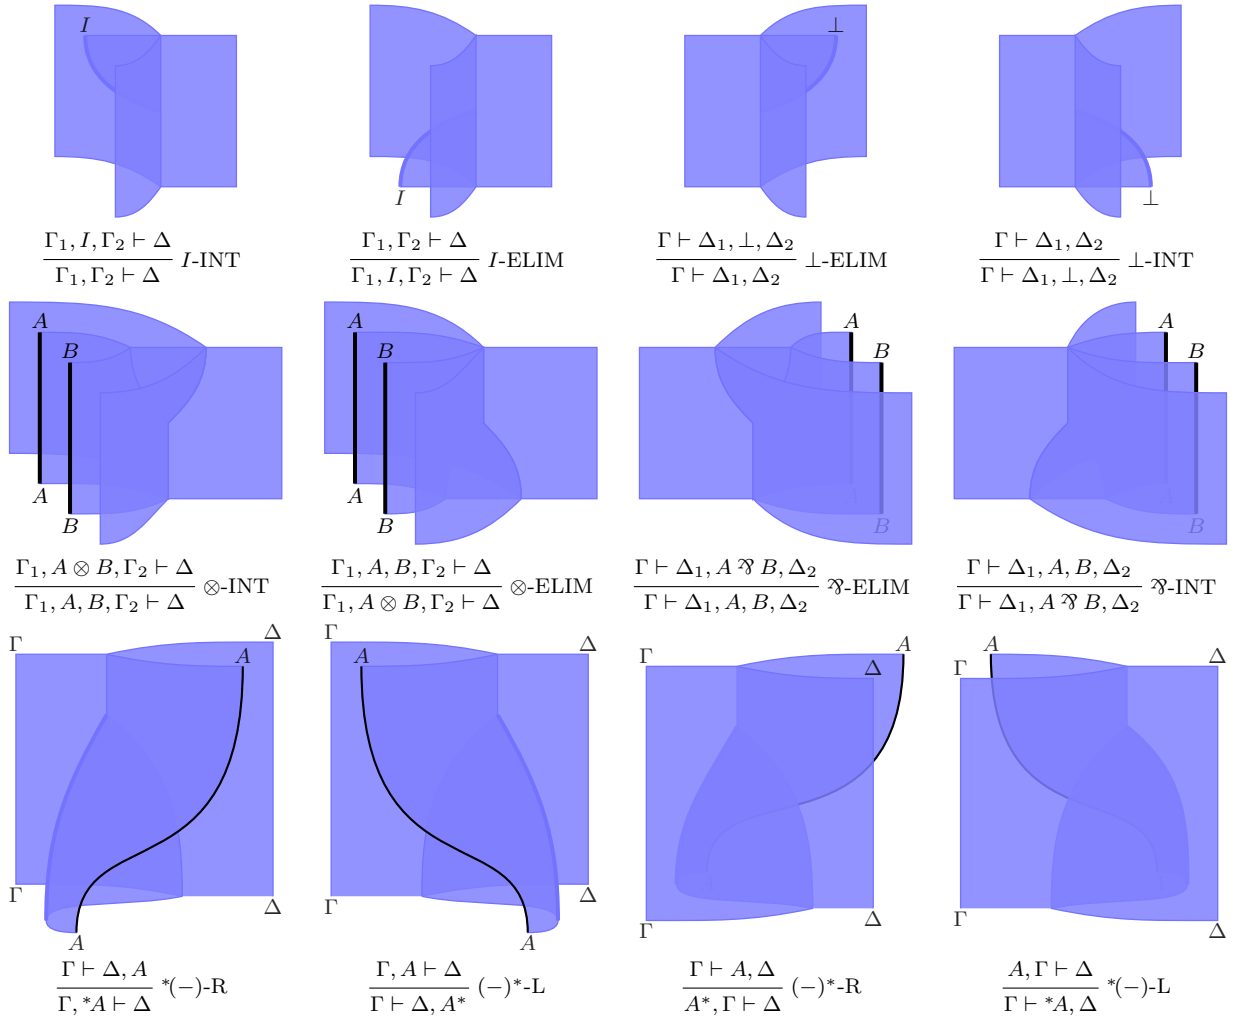 I I ⊥ ⊥
Γ₁, I, Γ₂ ⊢ Δ
Γ₁, Γ₂ ⊢ Δ
I-INT
Γ₁, Γ₂ ⊢ Δ
Γ₁, I, Γ₂ ⊢ Δ
I-ELIM
Γ ⊢ Δ₁, ⊥, Δ₂
Γ ⊢ Δ₁, Δ₂
⊥-ELIM
Γ ⊢ Δ₁, Δ₂
Γ ⊢ Δ₁, ⊥, Δ₂
⊥-INT
A B A B
A B A B
A B A B
A B A B
Γ₁, A ⊗ B, Γ₂ ⊢ Δ
Γ₁, A, B, Γ₂ ⊢ Δ
⊗-INT
Γ₁, A, B, Γ₂ ⊢ Δ
Γ₁, A ⊗ B, Γ₂ ⊢ Δ
⊗-ELIM
Γ ⊢ Δ₁, A ⅋ B, Δ₂
Γ ⊢ Δ₁, A, B, Δ₂
⅋-ELIM
Γ ⊢ Δ₁, A, B, Δ₂
Γ ⊢ Δ₁, A ⅋ B, Δ₂
⅋-INT
Γ A Δ
Γ A Δ
Γ A Δ
Γ A Δ
Γ Δ A
Γ Δ
Γ A Δ
Γ Δ
Γ ⊢ Δ, A
Γ, *A ⊢ Δ
*(−)-R
Γ, A ⊢ Δ
Γ ⊢ Δ, A*
(−)*-L
Γ ⊢ A, Δ
A*, Γ ⊢ Δ
(−)*-R
A, Γ ⊢ Δ
Γ ⊢ *A, Δ
*(−)-L